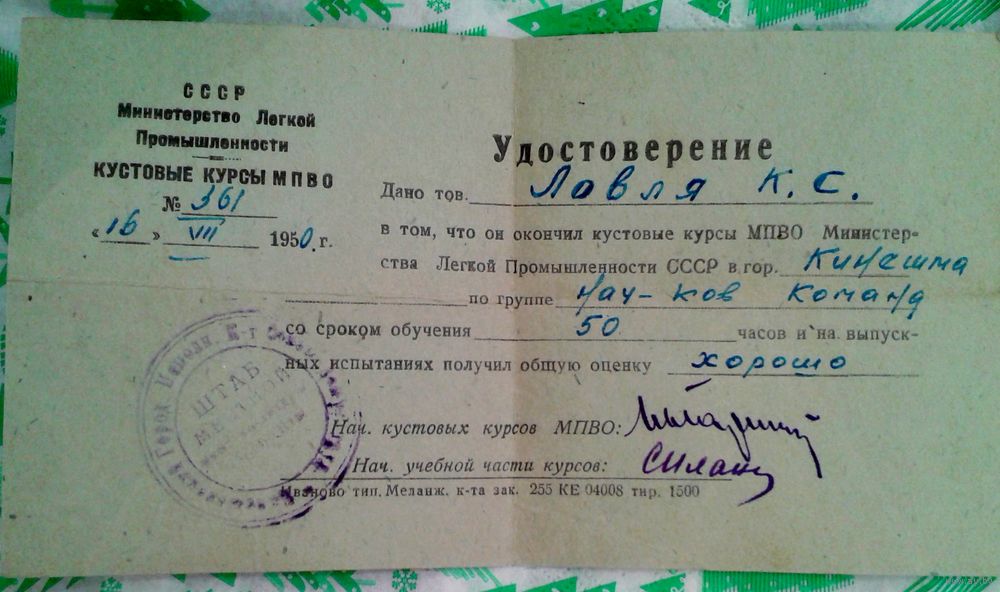 СССР
Министерство Легкой
Промышленности
КУСТОВЫЕ КУРСЫ МПВО
№ 361
«16» VII 1950 г.
Удостоверение
Дано тов. Лавля К. С.
в том, что он окончил кустовые курсы МПВО Министер-
ства Легкой Промышленности СССР в гор. Кинешма
по группе Нач-ков команд
со сроком обучения 50 часов и на выпуск-
ных испытаниях получил общую оценку хорошо
Нач. кустовых курсов МПВО:
Нач. учебной части курсов:
Иваново тип. Меланж. к-та зак. 255 КЕ 04008 тир. 1500
ШТАБ